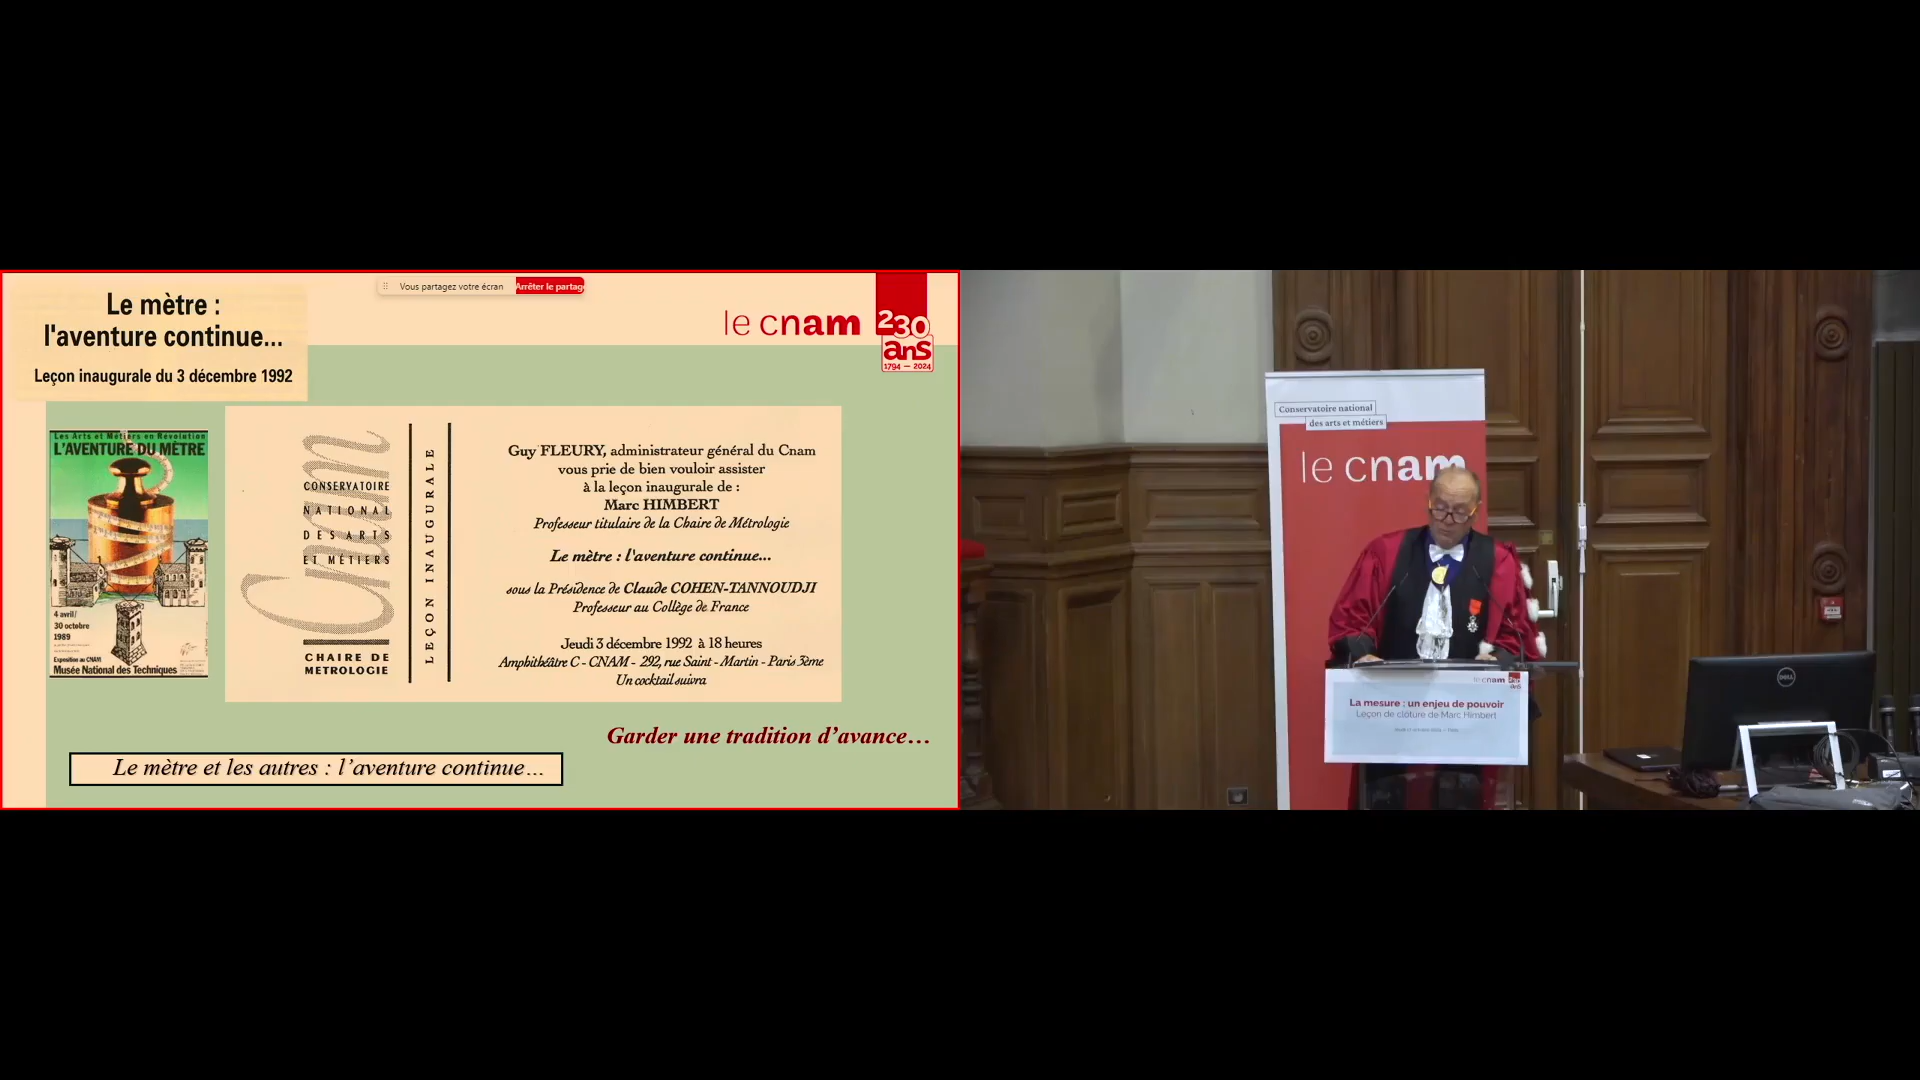 Le mètre :
l'aventure continue...
Leçon inaugurale du 3 décembre 1992
Vous partagez votre écran
Arrêter le partag
le cnam
230
ans
1794 — 2024
Les Arts et Métiers en Révolution
L'AVENTURE DU MÈTRE
4 avril/
30 octobre
1989
Exposition au CNAM
Musée National des Techniques
Cnam
CONSERVATOIRE
NATIONAL
DES ARTS
ET MÉTIERS
CHAIRE DE
METROLOGIE
LEÇON INAUGURALE
Guy FLEURY, administrateur général du Cnam
vous prie de bien vouloir assister
à la leçon inaugurale de :
Marc HIMBERT
Professeur titulaire de la Chaire de Métrologie
Le mètre : l'aventure continue...
sous la Présidence de Claude COHEN-TANNOUDJI
Professeur au Collège de France
Jeudi 3 décembre 1992 à 18 heures
Amphithéâtre C - CNAM - 292, rue Saint - Martin - Paris 3ème
Un cocktail suivra
Garder une tradition d'avance…
Le mètre et les autres : l'aventure continue…
Conservatoire national
des arts et métiers
le cnam
le cnam
La mesure : un enjeu de pouvoir
Leçon de clôture de Marc Himbert
DELL